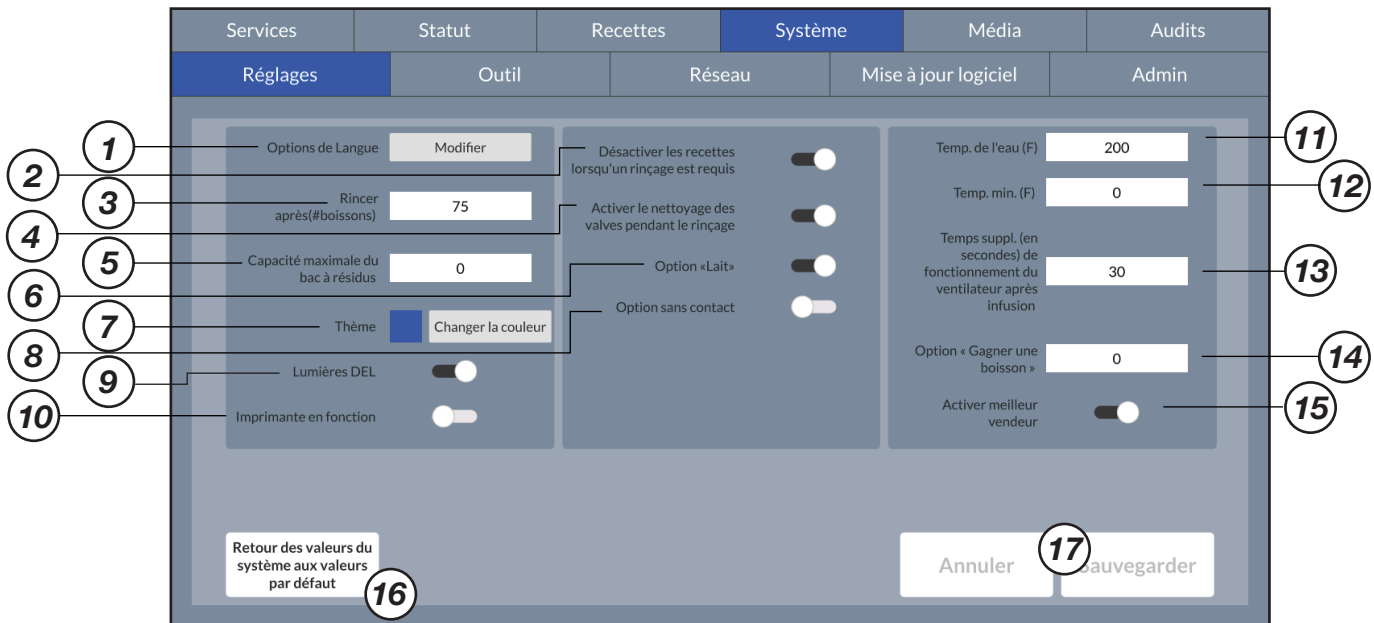 Services Statut Recettes Système Média Audits
Réglages Outil Réseau Mise à jour logiciel Admin
1
Options de Langue
Modifier
2
3
Rincer
après(#boissons)
75
4
5
Capacité maximale du
bac à résidus
0
6
7
Thème
Changer la couleur
8
9
Lumières DEL
10
Imprimante en fonction
Désactiver les recettes
lorsqu'un rinçage est requis
Activer le nettoyage des
valves pendant le rinçage
Option «Lait»
Option sans contact
Temp. de l'eau (F)
200
11
Temp. min. (F)
0
12
Temps suppl. (en
secondes) de
fonctionnement du
ventilateur après
infusion
30
13
Option « Gagner une
boisson »
0
14
Activer meilleur
vendeur
15
Retour des valeurs du
système aux valeurs
par défaut
16
Annuler
17
Sauvegarder